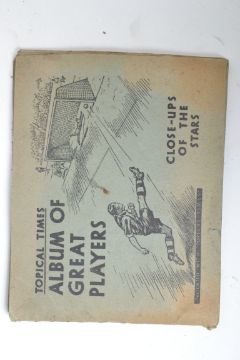 TOPICAL TIMES
ALBUM OF
GREAT
PLAYERS
CLOSE-UPS
OF THE
STARS